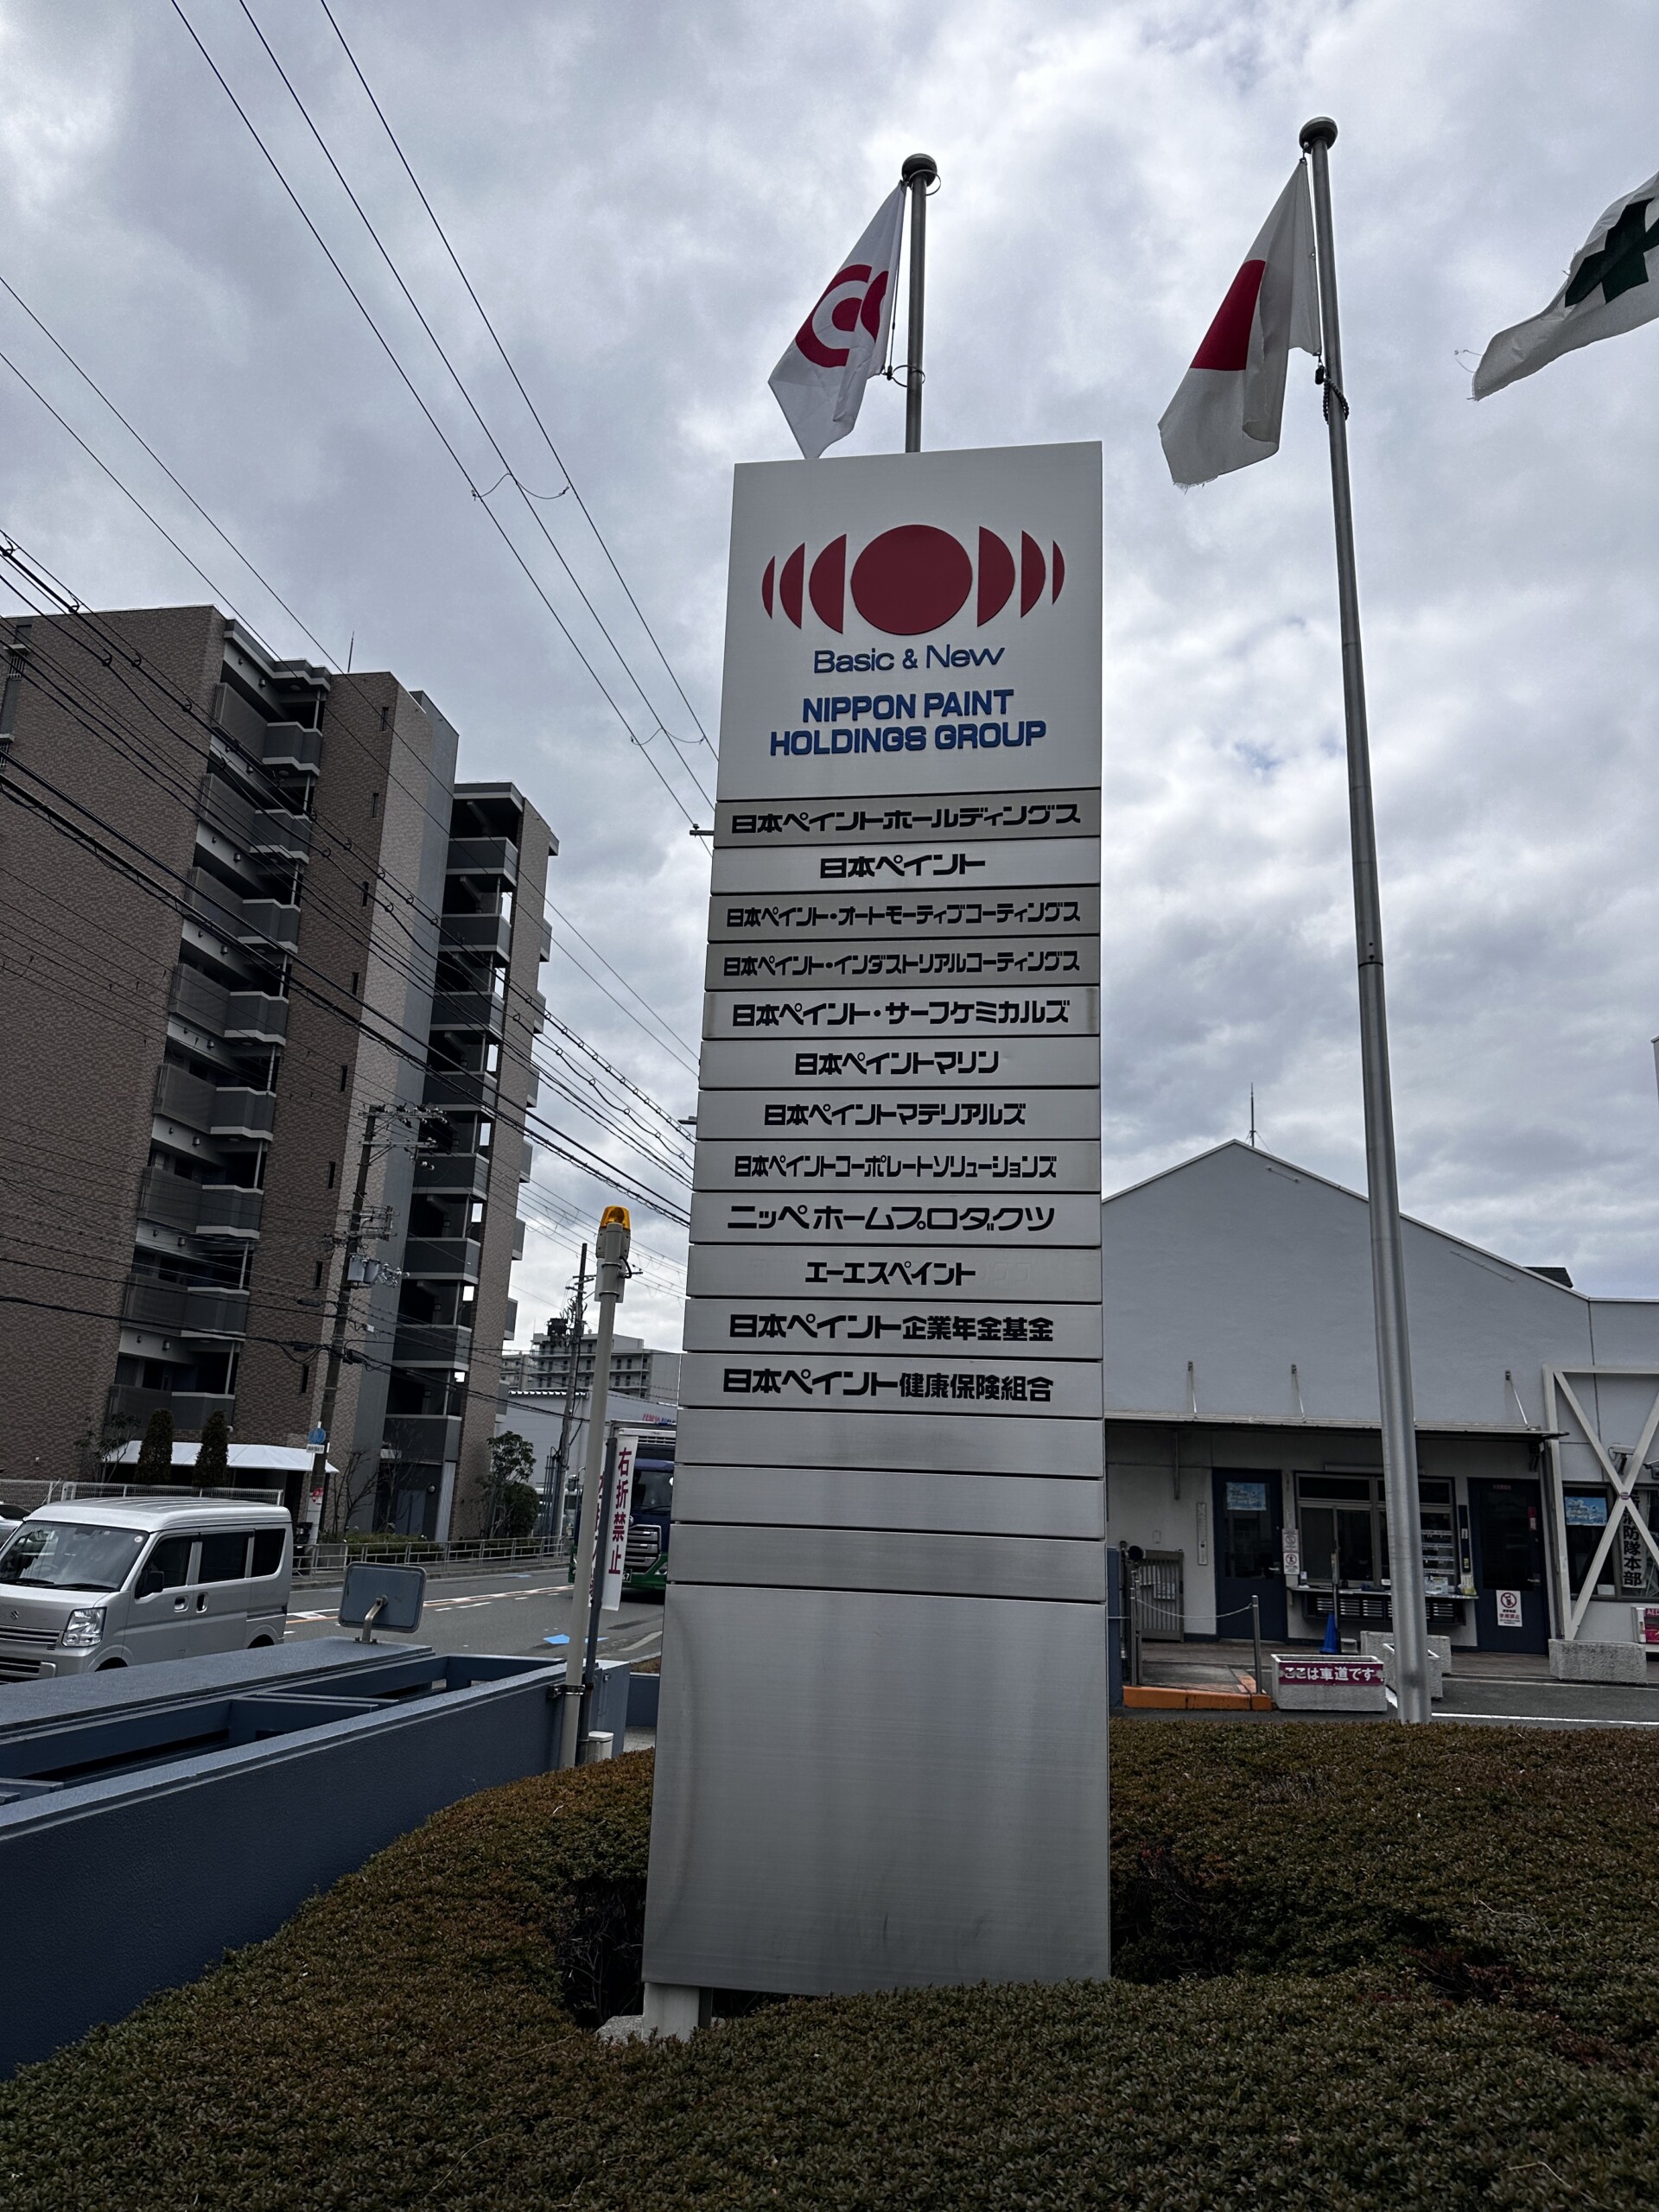 Basic & New
NIPPON PAINT
HOLDINGS GROUP
日本ペイントホールディングス
日本ペイント
日本ペイント・オートモーティブコーティングス
日本ペイント・インダストリアルコーティングス
日本ペイント・サーフケミカルズ
日本ペイントマリン
日本ペイントマテリアルズ
日本ペイントコーポレートソリューションズ
ニッペホームプロダクツ
エーエスペイント
日本ペイント企業年金基金
日本ペイント健康保険組合
右折禁止
消防隊本部
ここは車道です